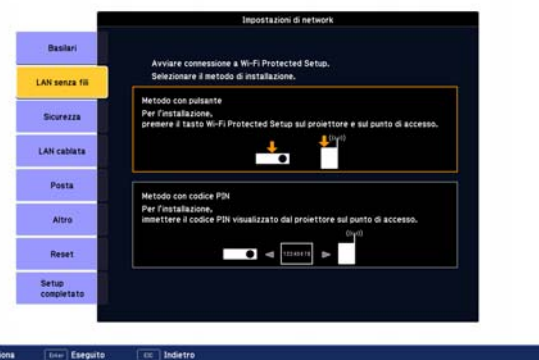 Impostazioni di network
Basilari
LAN senza fili
Sicurezza
LAN cablata
Posta
Altro
Reset
Setup
completato
Avviare connessione a Wi-Fi Protected Setup.
Selezionare il metodo di installazione.
Metodo con pulsante
Per l'installazione,
premere il tasto Wi-Fi Protected Setup sul proiettore e sul punto di accesso.
Metodo con codice PIN
Per l'installazione,
immettere il codice PIN visualizzato dal proiettore sul punto di accesso.
12345678
Enter Eseguito ESC Indietro